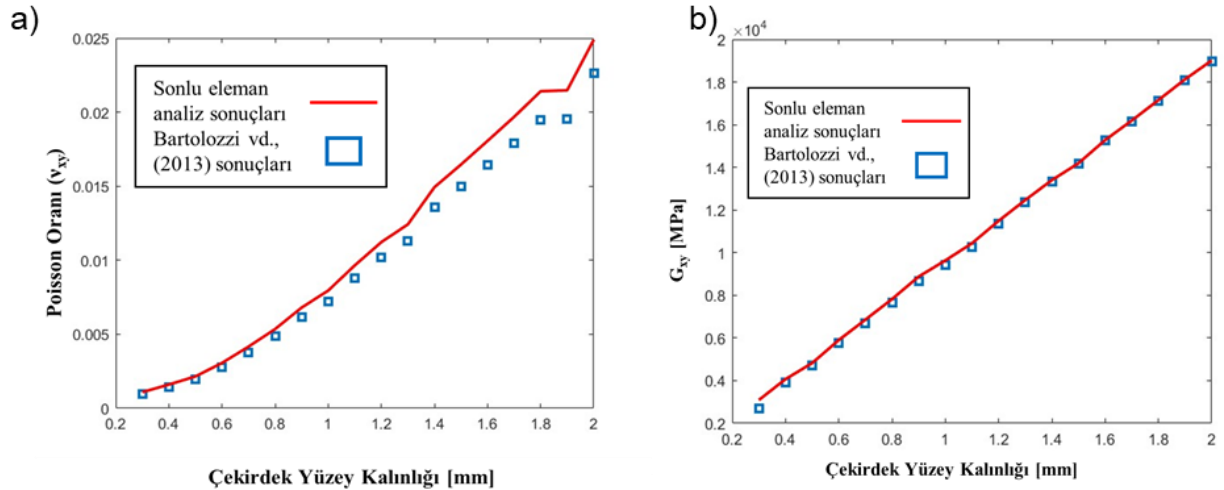 a)
0.025
0.02
0.015
0.01
0.005
0
Poisson Oranı (v_xy)
Sonlu eleman
analiz sonuçları
Bartolozzi vd.,
(2013) sonuçları
0.2 0.4 0.6 0.8 1 1.2 1.4 1.6 1.8 2
Çekirdek Yüzey Kalınlığı [mm]
b)
×10⁴
2
1.8
1.6
1.4
1.2
1
0.8
0.6
0.4
0.2
G_xy [MPa]
Sonlu eleman
analiz sonuçları
Bartolozzi vd.,
(2013) sonuçları
0.2 0.4 0.6 0.8 1 1.2 1.4 1.6 1.8 2
Çekirdek Yüzey Kalınlığı [mm]